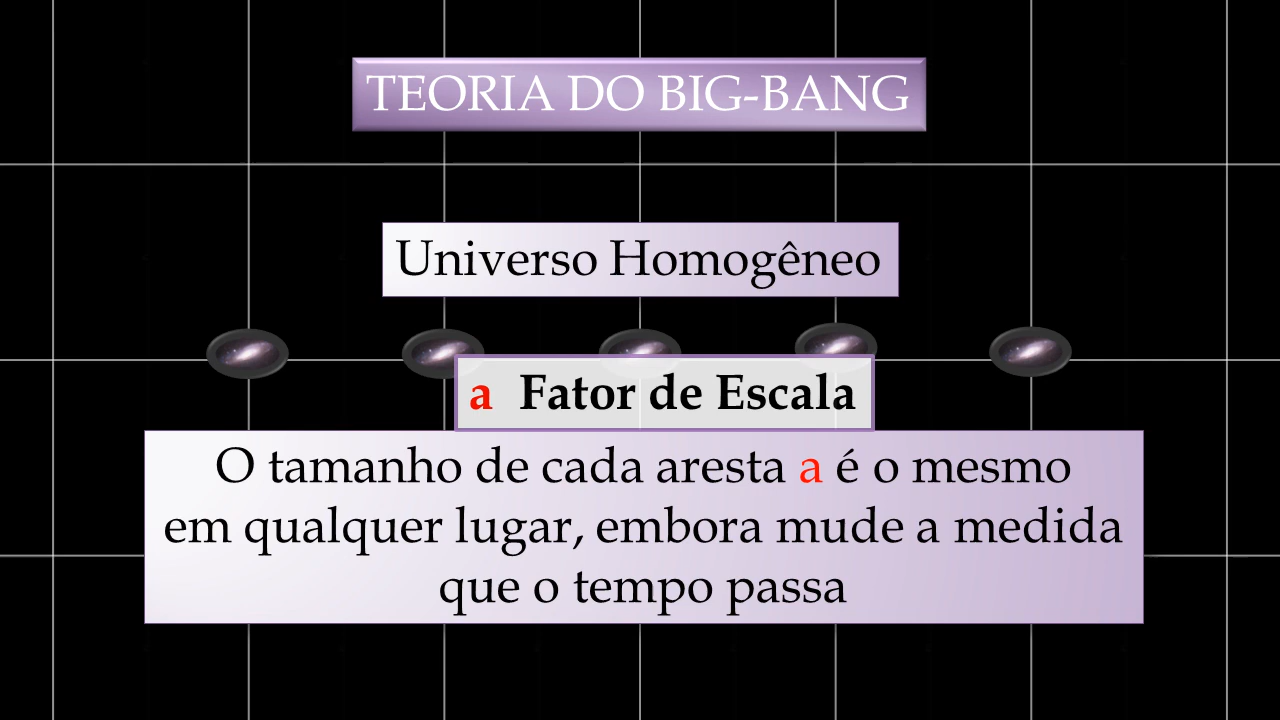 TEORIA DO BIG-BANG
Universo Homogêneo
a Fator de Escala
O tamanho de cada aresta a é o mesmo
em qualquer lugar, embora mude a medida
que o tempo passa